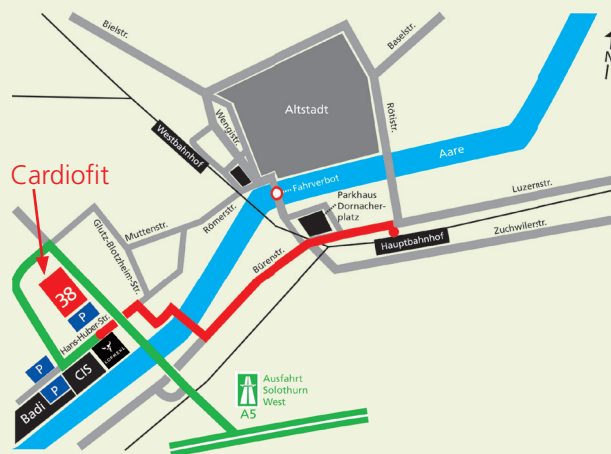 Bielstr.
Baselstr.
N
Altstadt
Rötistr.
Wengistr.
Westbahnhof
Aare
Fahrverbot
Cardiofit
Parkhaus
Dornacher-
platz
Luzernstr.
Muttenstr.
Römerstr.
Zuchwilerstr.
Hauptbahnhof
Glutz-Blotzheim-Str.
Bürenstr.
38
P
Hans-Huber-Str.
P
CIS
P
Badi
Ausfahrt
Solothurn
West
A5